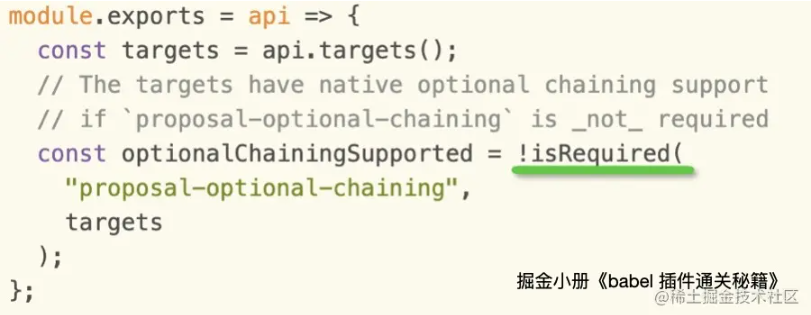 module.exports = api => {
  const targets = api.targets();
  // The targets have native optional chaining support
  // if `proposal-optional-chaining` is _not_ required
  const optionalChainingSupported = !isRequired(
    "proposal-optional-chaining",
    targets
  );
};
掘金小册《babel 插件通关秘籍》
@稀土掘金技术社区